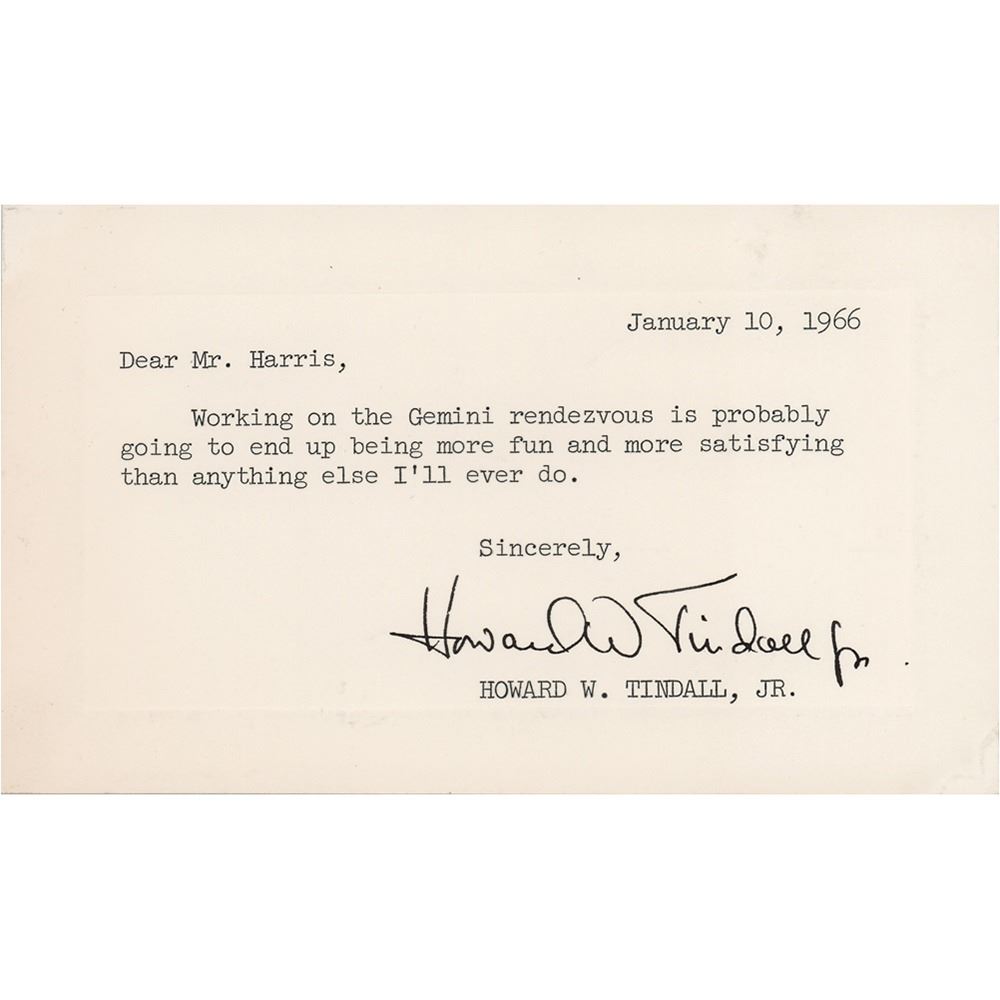 January 10, 1966
Dear Mr. Harris,
Working on the Gemini rendezvous is probably
going to end up being more fun and more satisfying
than anything else I'll ever do.
Sincerely,
Howard W Tindall Jr.
HOWARD W. TINDALL, JR.